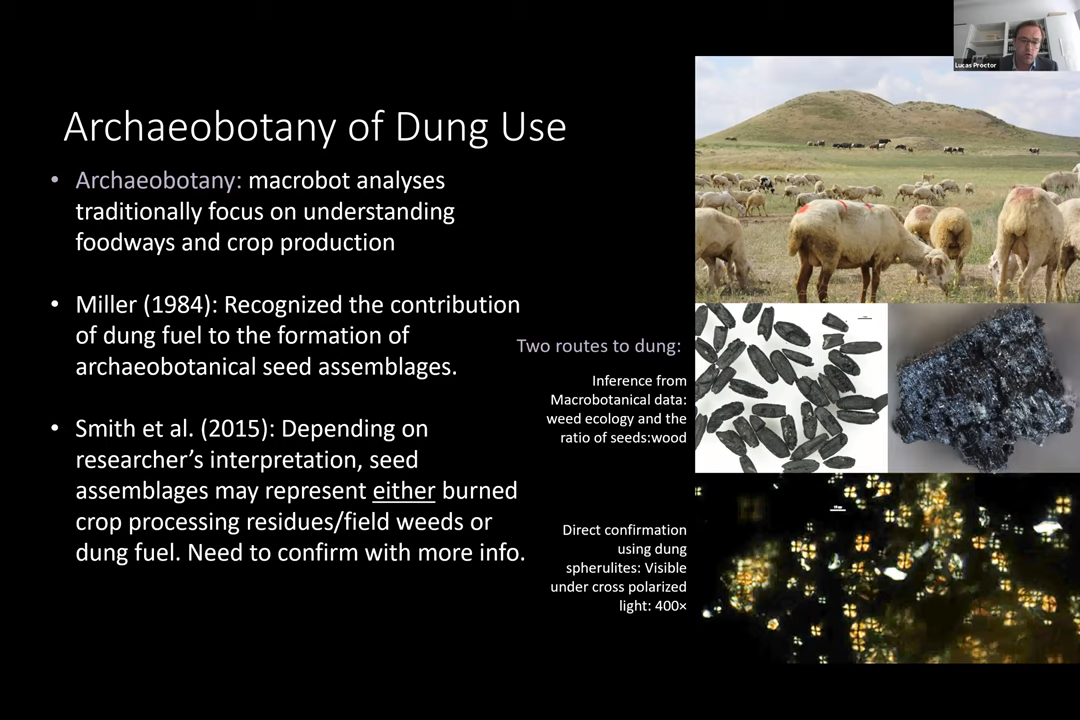 Lucas Proctor
Archaeobotany of Dung Use
• Archaeobotany: macrobot analyses
traditionally focus on understanding
foodways and crop production
• Miller (1984): Recognized the contribution
of dung fuel to the formation of
archaeobotanical seed assemblages.
• Smith et al. (2015): Depending on
researcher’s interpretation, seed
assemblages may represent either burned
crop processing residues/field weeds or
dung fuel. Need to confirm with more info.
Two routes to dung:
Inference from
Macrobotanical data:
weed ecology and the
ratio of seeds:wood
Direct confirmation
using dung
spherulites: Visible
under cross polarized
light: 400×